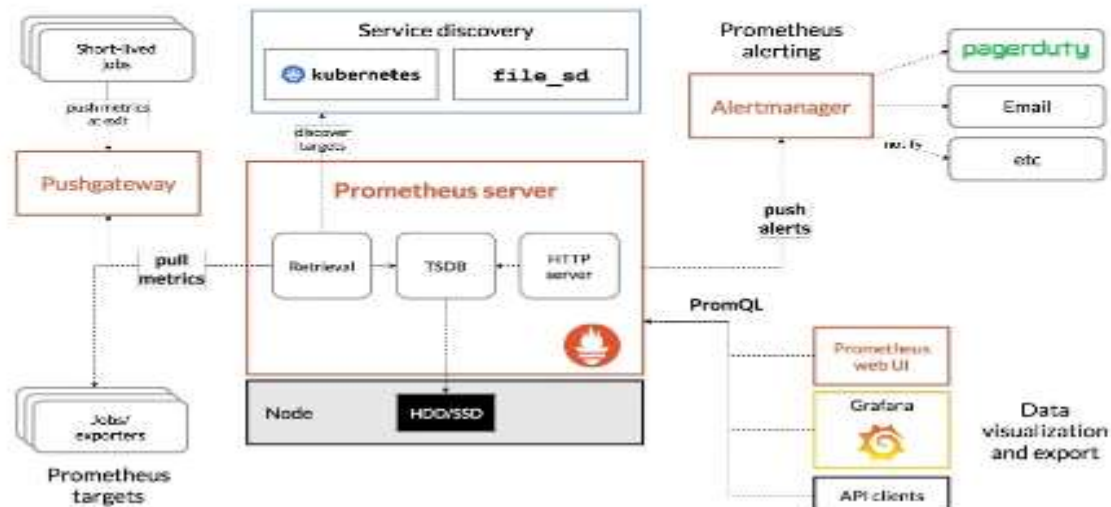 Short-lived
jobs
push metrics
at exit
Pushgateway
pull
metrics
Jobs/
exporters
Prometheus
targets
Service discovery
kubernetes
file_sd
discover
targets
Prometheus server
Retrieval
TSDB
HTTP
server
Node
HDD/SSD
Prometheus
alerting
Alertmanager
pagerduty
Email
etc
notify
push
alerts
PromQL
Prometheus
web UI
Grafana
API clients
Data
visualization
and export